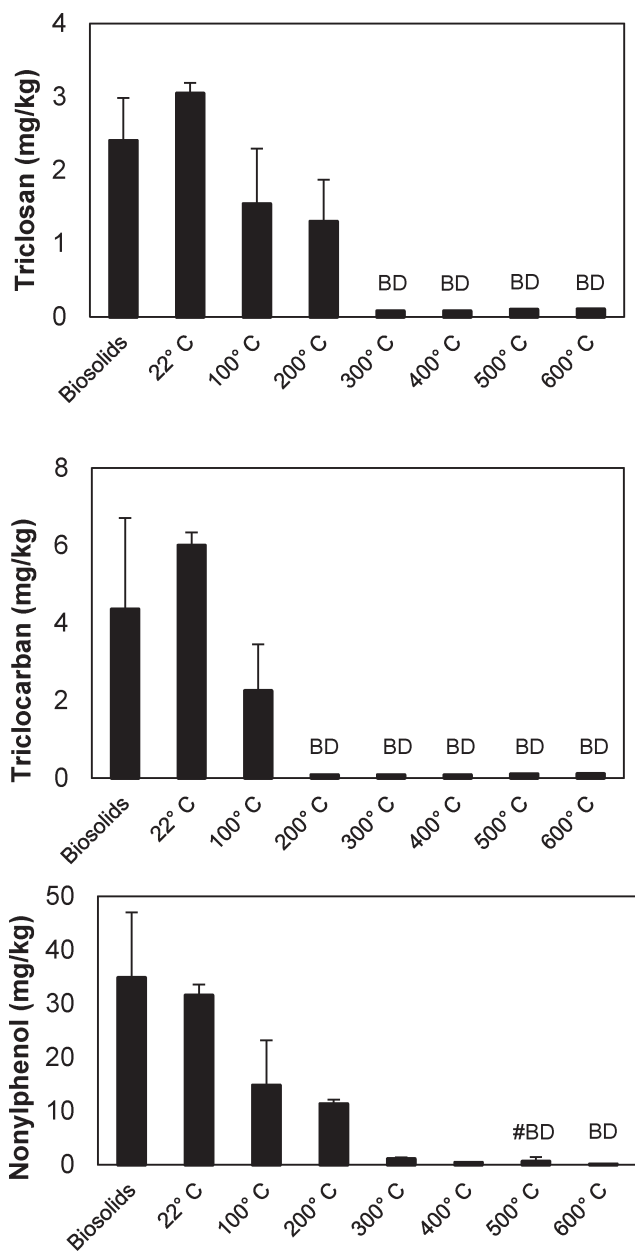 Triclosan (mg/kg)
4
3
2
1
0
BD BD BD BD
Biosolids 22° C 100° C 200° C 300° C 400° C 500° C 600° C
Triclocarban (mg/kg)
8
6
4
2
0
BD BD BD BD BD
Biosolids 22° C 100° C 200° C 300° C 400° C 500° C 600° C
Nonylphenol (mg/kg)
50
40
30
20
10
0
#BD BD
Biosolids 22° C 100° C 200° C 300° C 400° C 500° C 600° C